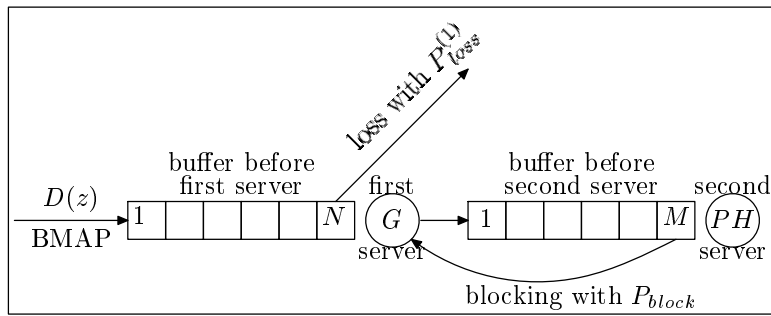 loss with P_{loss}^{(1)}
buffer before
first server
buffer before
second server
first
second
D(z)
BMAP
1
N
G
1
M
PH
server
server
blocking with P_{block}